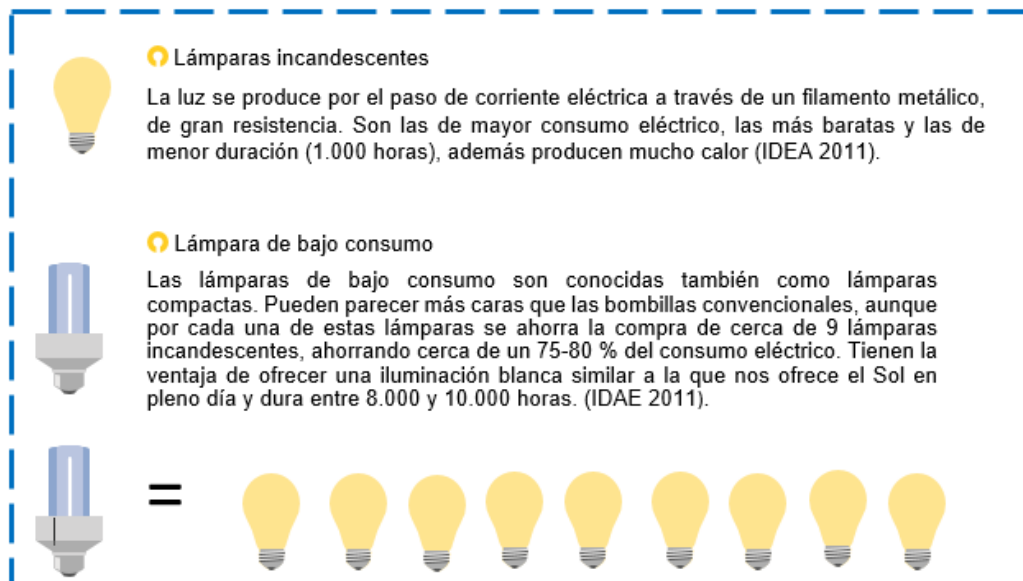 Lámparas incandescentes
La luz se produce por el paso de corriente eléctrica a través de un filamento metálico,
de gran resistencia. Son las de mayor consumo eléctrico, las más baratas y las de
menor duración (1.000 horas), además producen mucho calor (IDEA 2011).
Lámpara de bajo consumo
Las lámparas de bajo consumo son conocidas también como lámparas
compactas. Pueden parecer más caras que las bombillas convencionales, aunque
por cada una de estas lámparas se ahorra la compra de cerca de 9 lámparas
incandescentes, ahorrando cerca de un 75-80 % del consumo eléctrico. Tienen la
ventaja de ofrecer una iluminación blanca similar a la que nos ofrece el Sol en
pleno día y dura entre 8.000 y 10.000 horas. (IDAE 2011).
=